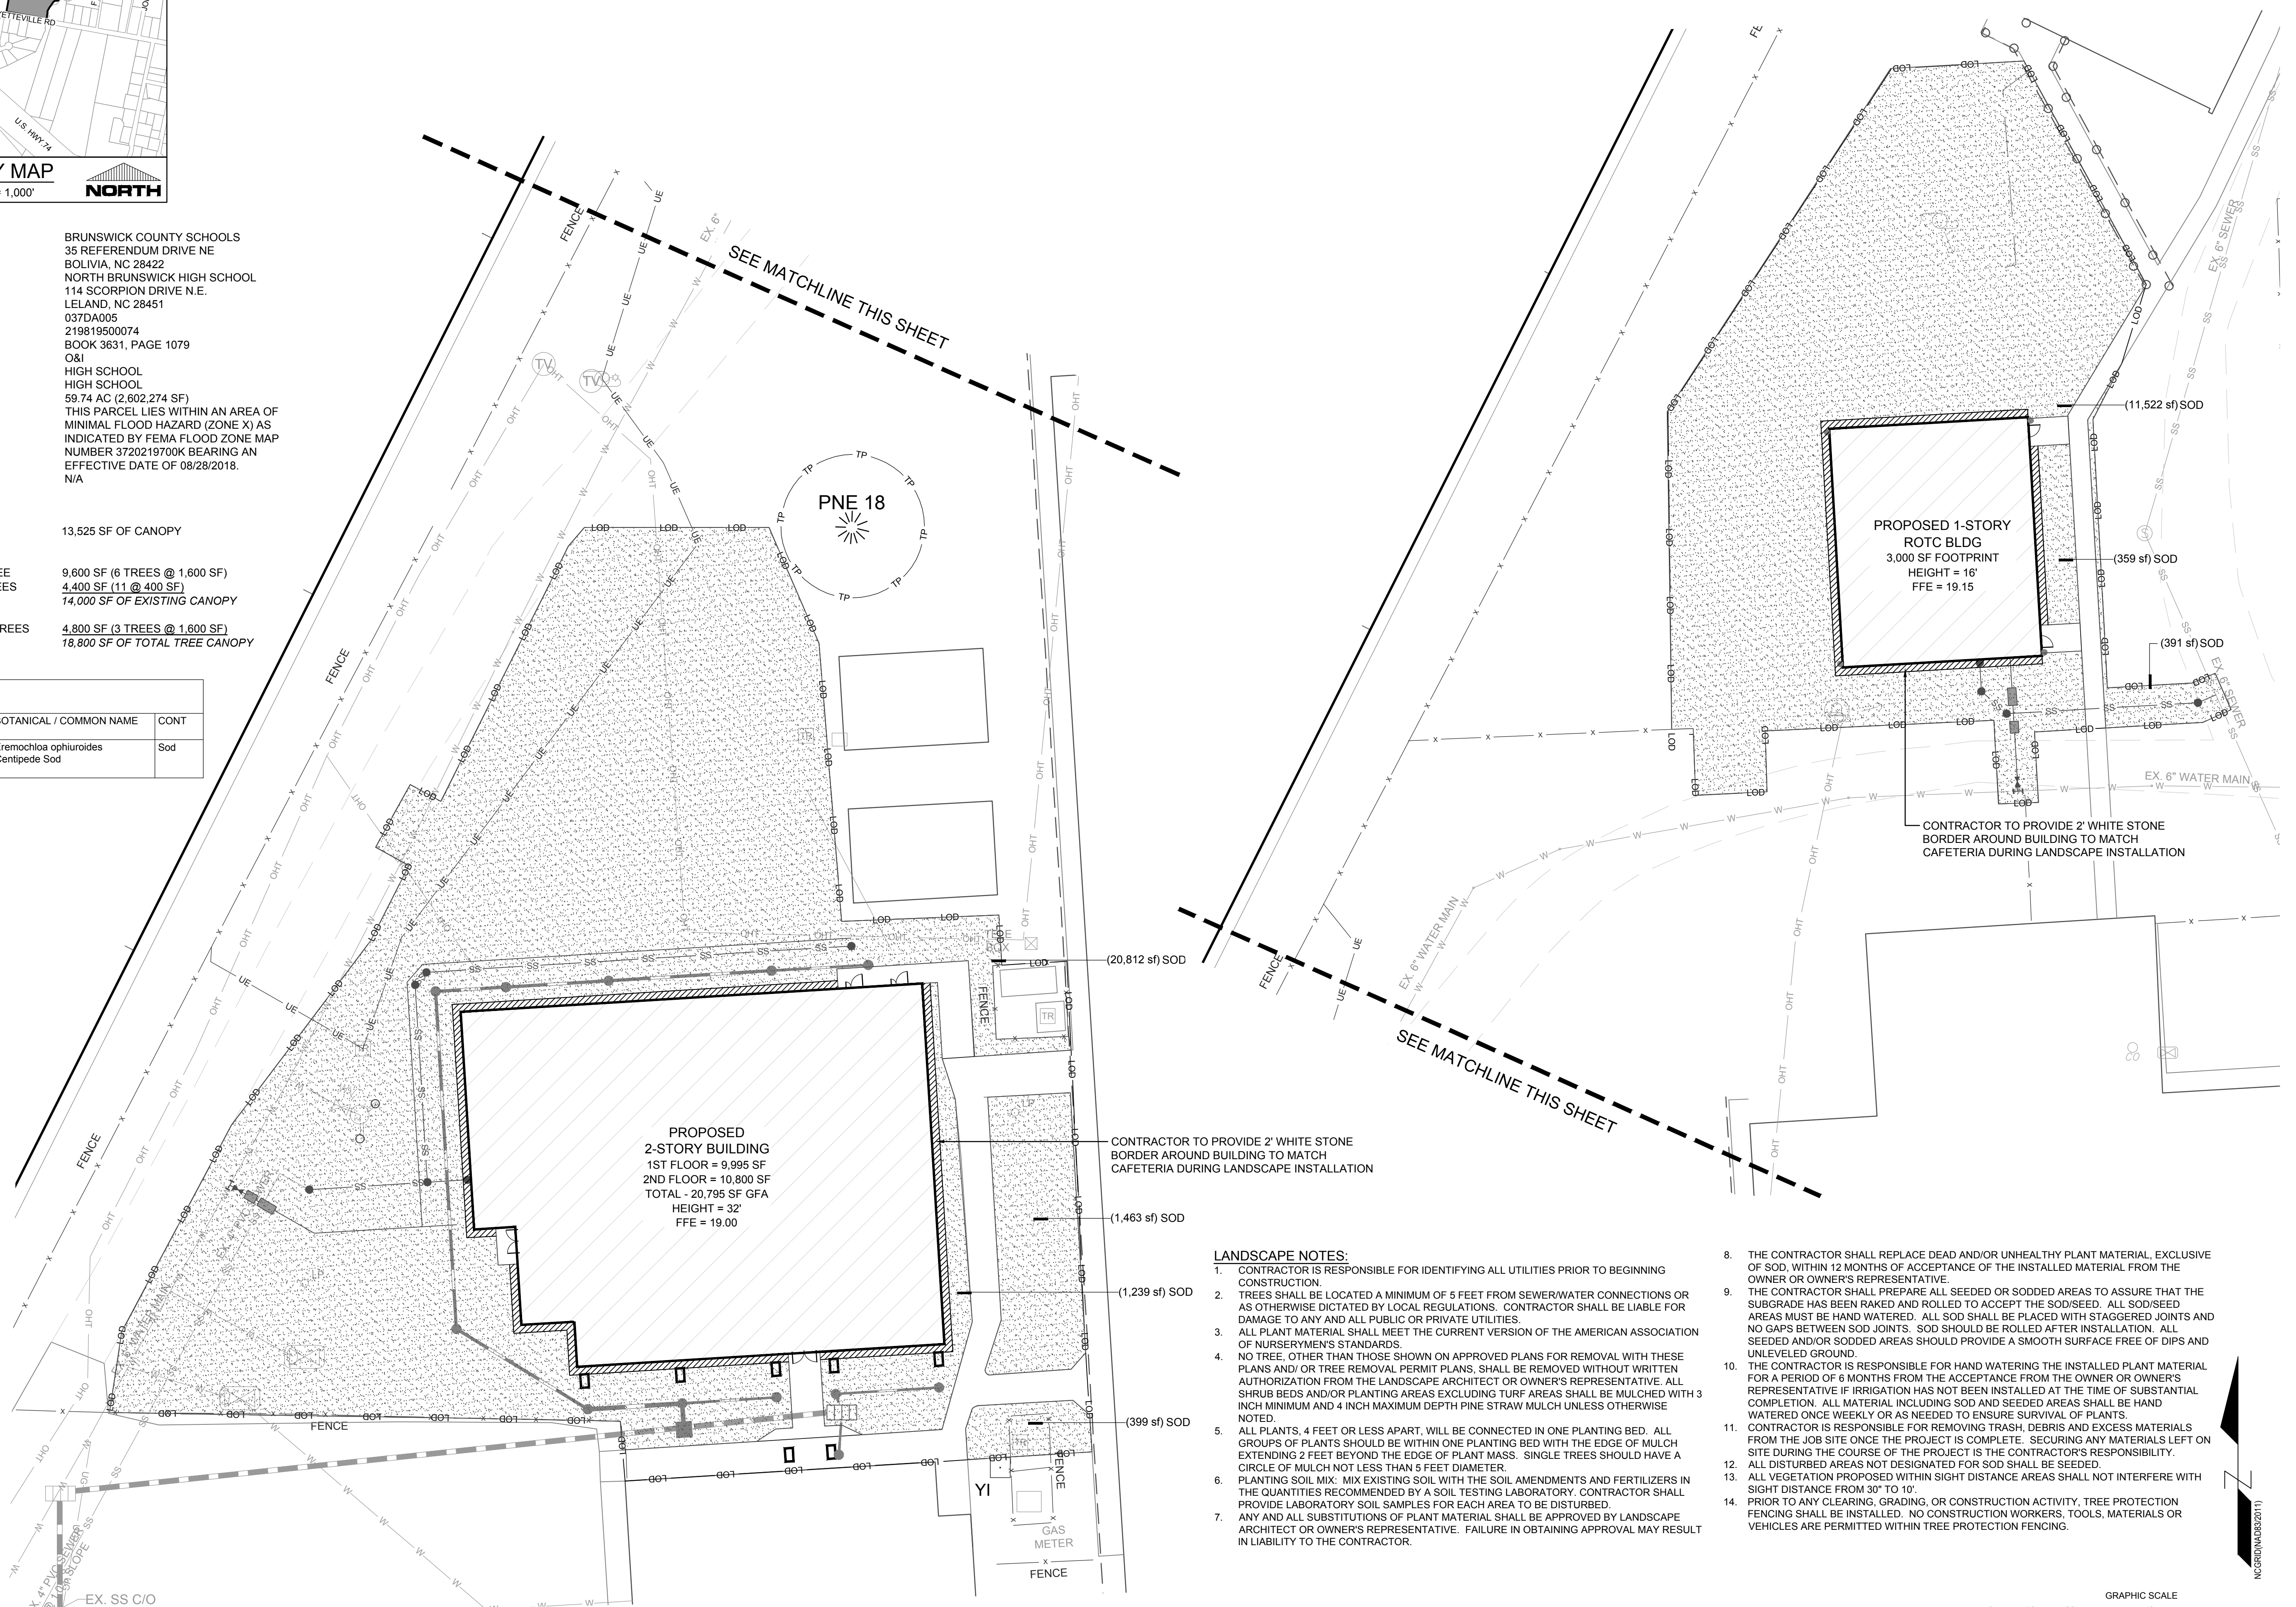 U.S. HWY 74
MAP
1,000'
NORTH
BRUNSWICK COUNTY SCHOOLS
35 REFERENDUM DRIVE NE
BOLIVIA, NC 28422
NORTH BRUNSWICK HIGH SCHOOL
114 SCORPION DRIVE N.E.
LELAND, NC 28451
037DA005
219819500074
BOOK 3631, PAGE 1079
O&I
HIGH SCHOOL
HIGH SCHOOL
59.74 AC (2,602,274 SF)
THIS PARCEL LIES WITHIN AN AREA OF
MINIMAL FLOOD HAZARD (ZONE X) AS
INDICATED BY FEMA FLOOD ZONE MAP
NUMBER 3720219700K BEARING AN
EFFECTIVE DATE OF 08/28/2018.
N/A
13,525 SF OF CANOPY
9,600 SF (6 TREES @ 1,600 SF)
4,400 SF (11 @ 400 SF)
14,000 SF OF EXISTING CANOPY
4,800 SF (3 TREES @ 1,600 SF)
18,800 SF OF TOTAL TREE CANOPY
BOTANICAL / COMMON NAME CONT
Eremochloa ophiuroides Sod
Centipede Sod
FENCE
SEE MATCHLINE THIS SHEET
EX. 6"
PNE 18
FENCE
(20,812 sf) SOD
FENCE
FENCE
PROPOSED
2-STORY BUILDING
1ST FLOOR = 9,995 SF
2ND FLOOR = 10,800 SF
TOTAL - 20,795 SF GFA
HEIGHT = 32'
FFE = 19.00
CONTRACTOR TO PROVIDE 2' WHITE STONE
BORDER AROUND BUILDING TO MATCH
CAFETERIA DURING LANDSCAPE INSTALLATION
(1,463 sf) SOD
(1,239 sf) SOD
(399 sf) SOD
FENCE
FENCE
YI
GAS
METER
FENCE
EX. SS C/O
(11,522 sf) SOD
PROPOSED 1-STORY
ROTC BLDG
3,000 SF FOOTPRINT
HEIGHT = 16'
FFE = 19.15
(359 sf) SOD
(391 sf) SOD
EX. 6" SEWER
EX. 6" SEWER
EX. 6" WATER MAIN
CONTRACTOR TO PROVIDE 2' WHITE STONE
BORDER AROUND BUILDING TO MATCH
CAFETERIA DURING LANDSCAPE INSTALLATION
EX. 6" WATER MAIN
FENCE
SEE MATCHLINE THIS SHEET
CO
LANDSCAPE NOTES:
1. CONTRACTOR IS RESPONSIBLE FOR IDENTIFYING ALL UTILITIES PRIOR TO BEGINNING
CONSTRUCTION.
2. TREES SHALL BE LOCATED A MINIMUM OF 5 FEET FROM SEWER/WATER CONNECTIONS OR
AS OTHERWISE DICTATED BY LOCAL REGULATIONS. CONTRACTOR SHALL BE LIABLE FOR
DAMAGE TO ANY AND ALL PUBLIC OR PRIVATE UTILITIES.
3. ALL PLANT MATERIAL SHALL MEET THE CURRENT VERSION OF THE AMERICAN ASSOCIATION
OF NURSERYMEN'S STANDARDS.
4. NO TREE, OTHER THAN THOSE SHOWN ON APPROVED PLANS FOR REMOVAL WITH THESE
PLANS AND/ OR TREE REMOVAL PERMIT PLANS, SHALL BE REMOVED WITHOUT WRITTEN
AUTHORIZATION FROM THE LANDSCAPE ARCHITECT OR OWNER'S REPRESENTATIVE. ALL
SHRUB BEDS AND/OR PLANTING AREAS EXCLUDING TURF AREAS SHALL BE MULCHED WITH 3
INCH MINIMUM AND 4 INCH MAXIMUM DEPTH PINE STRAW MULCH UNLESS OTHERWISE
NOTED.
5. ALL PLANTS, 4 FEET OR LESS APART, WILL BE CONNECTED IN ONE PLANTING BED. ALL
GROUPS OF PLANTS SHOULD BE WITHIN ONE PLANTING BED WITH THE EDGE OF MULCH
EXTENDING 2 FEET BEYOND THE EDGE OF PLANT MASS. SINGLE TREES SHOULD HAVE A
CIRCLE OF MULCH NOT LESS THAN 5 FEET DIAMETER.
6. PLANTING SOIL MIX: MIX EXISTING SOIL WITH THE SOIL AMENDMENTS AND FERTILIZERS IN
THE QUANTITIES RECOMMENDED BY A SOIL TESTING LABORATORY. CONTRACTOR SHALL
PROVIDE LABORATORY SOIL SAMPLES FOR EACH AREA TO BE DISTURBED.
7. ANY AND ALL SUBSTITUTIONS OF PLANT MATERIAL SHALL BE APPROVED BY LANDSCAPE
ARCHITECT OR OWNER'S REPRESENTATIVE. FAILURE IN OBTAINING APPROVAL MAY RESULT
IN LIABILITY TO THE CONTRACTOR.
8. THE CONTRACTOR SHALL REPLACE DEAD AND/OR UNHEALTHY PLANT MATERIAL, EXCLUSIVE
OF SOD, WITHIN 12 MONTHS OF ACCEPTANCE OF THE INSTALLED MATERIAL FROM THE
OWNER OR OWNER'S REPRESENTATIVE.
9. THE CONTRACTOR SHALL PREPARE ALL SEEDED OR SODDED AREAS TO ASSURE THAT THE
SUBGRADE HAS BEEN RAKED AND ROLLED TO ACCEPT THE SOD/SEED. ALL SOD/SEED
AREAS MUST BE HAND WATERED. ALL SOD SHALL BE PLACED WITH STAGGERED JOINTS AND
NO GAPS BETWEEN SOD JOINTS. SOD SHOULD BE ROLLED AFTER INSTALLATION. ALL
SEEDED AND/OR SODDED AREAS SHOULD PROVIDE A SMOOTH SURFACE FREE OF DIPS AND
UNLEVELED GROUND.
10. THE CONTRACTOR IS RESPONSIBLE FOR HAND WATERING THE INSTALLED PLANT MATERIAL
FOR A PERIOD OF 6 MONTHS FROM THE ACCEPTANCE FROM THE OWNER OR OWNER'S
REPRESENTATIVE IF IRRIGATION HAS NOT BEEN INSTALLED AT THE TIME OF SUBSTANTIAL
COMPLETION. ALL MATERIAL INCLUDING SOD AND SEEDED AREAS SHALL BE HAND
WATERED ONCE WEEKLY OR AS NEEDED TO ENSURE SURVIVAL OF PLANTS.
11. CONTRACTOR IS RESPONSIBLE FOR REMOVING TRASH, DEBRIS AND EXCESS MATERIALS
FROM THE JOB SITE ONCE THE PROJECT IS COMPLETE. SECURING ANY MATERIALS LEFT ON
SITE DURING THE COURSE OF THE PROJECT IS THE CONTRACTOR'S RESPONSIBILITY.
12. ALL DISTURBED AREAS NOT DESIGNATED FOR SOD SHALL BE SEEDED.
13. ALL VEGETATION PROPOSED WITHIN SIGHT DISTANCE AREAS SHALL NOT INTERFERE WITH
SIGHT DISTANCE FROM 30" TO 10'.
14. PRIOR TO ANY CLEARING, GRADING, OR CONSTRUCTION ACTIVITY, TREE PROTECTION
FENCING SHALL BE INSTALLED. NO CONSTRUCTION WORKERS, TOOLS, MATERIALS OR
VEHICLES ARE PERMITTED WITHIN TREE PROTECTION FENCING.
NCGRID(NAD83/2011)
GRAPHIC SCALE